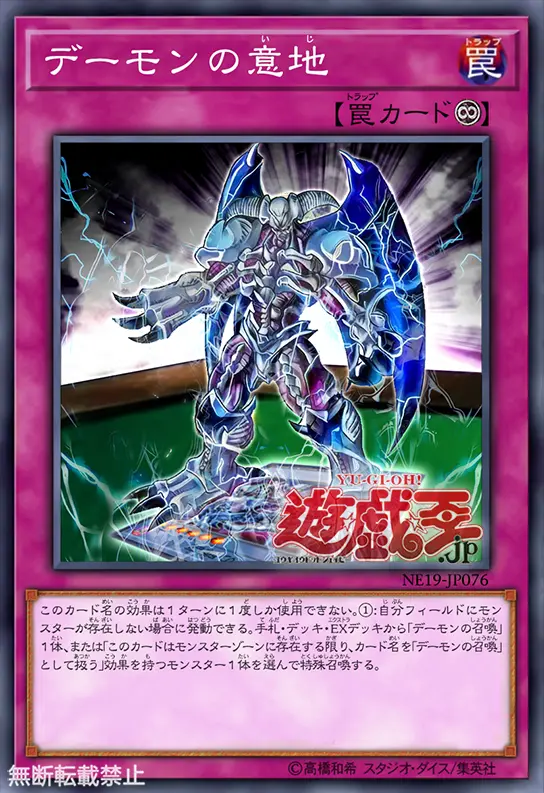 デーモンの意地
【罠カード】
YU-GI-OH!
遊戯王
.jp
NE19-JP076
このカード名の効果は1ターンに1度しか使用できない。①:自分フィールドにモン
スターが存在しない場合に発動できる。手札・デッキ・EXデッキから「デーモンの召喚」
1体、または「このカードはモンスターゾーンに存在する限り、カード名を「デーモンの召喚」
として扱う」効果を持つモンスター1体を選んで特殊召喚する。
無断転載禁止
©高橋和希 スタジオ・ダイス/集英社